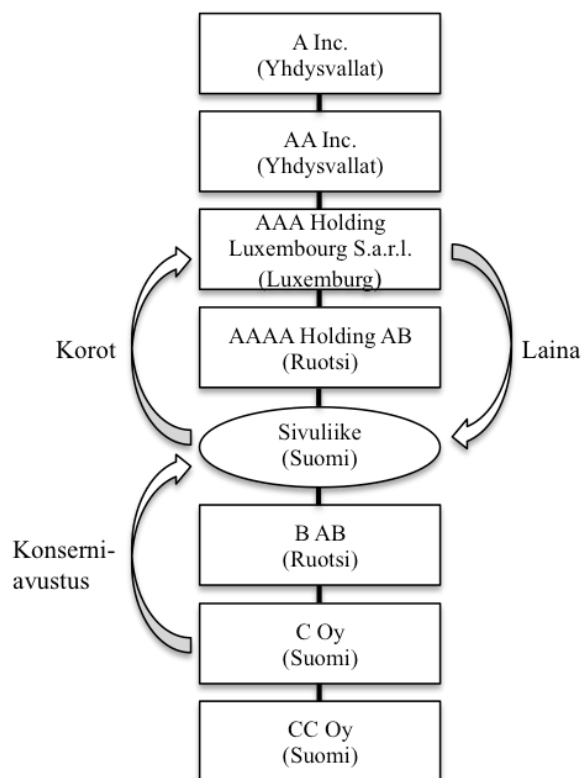 A Inc.
(Yhdysvallat)
AA Inc.
(Yhdysvallat)
AAA Holding
Luxembourg S.a.r.l.
(Luxemburg)
AAAA Holding AB
(Ruotsi)
Korot
Laina
Sivuliike
(Suomi)
B AB
(Ruotsi)
Konserni-
avustus
C Oy
(Suomi)
CC Oy
(Suomi)